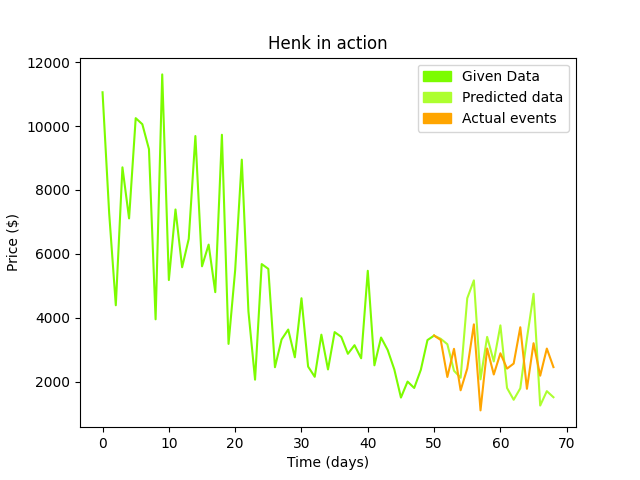 Henk in action
Given Data
Predicted data
Actual events
12000
10000
8000
6000
4000
2000
Price ($)
0 10 20 30 40 50 60 70
Time (days)